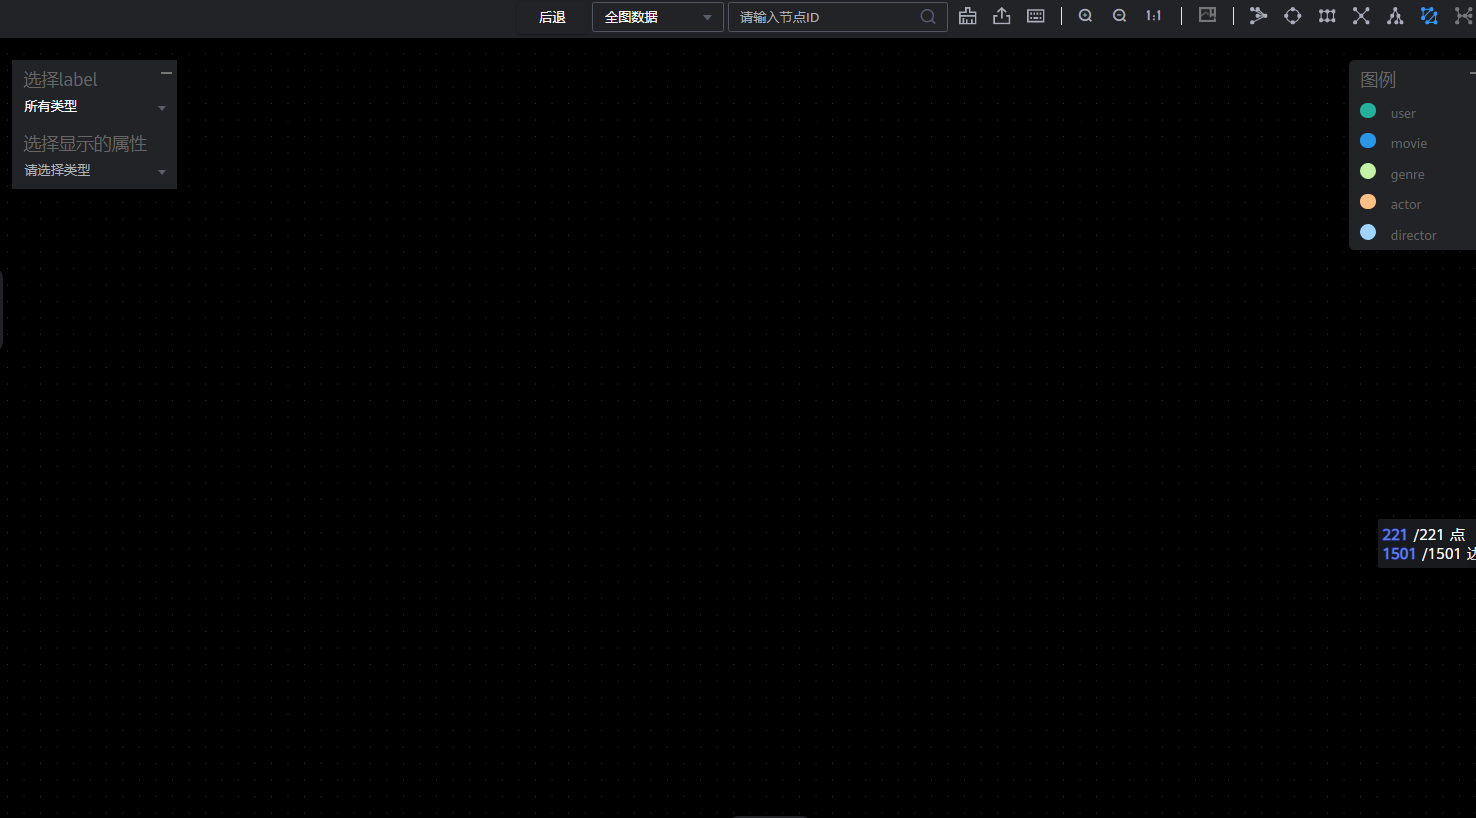 后退
全图数据
请输入节点ID
1:1
选择label
所有类型
选择显示的属性
请选择类型
图例
user
movie
genre
actor
director
221 /221 点
1501 /1501 边